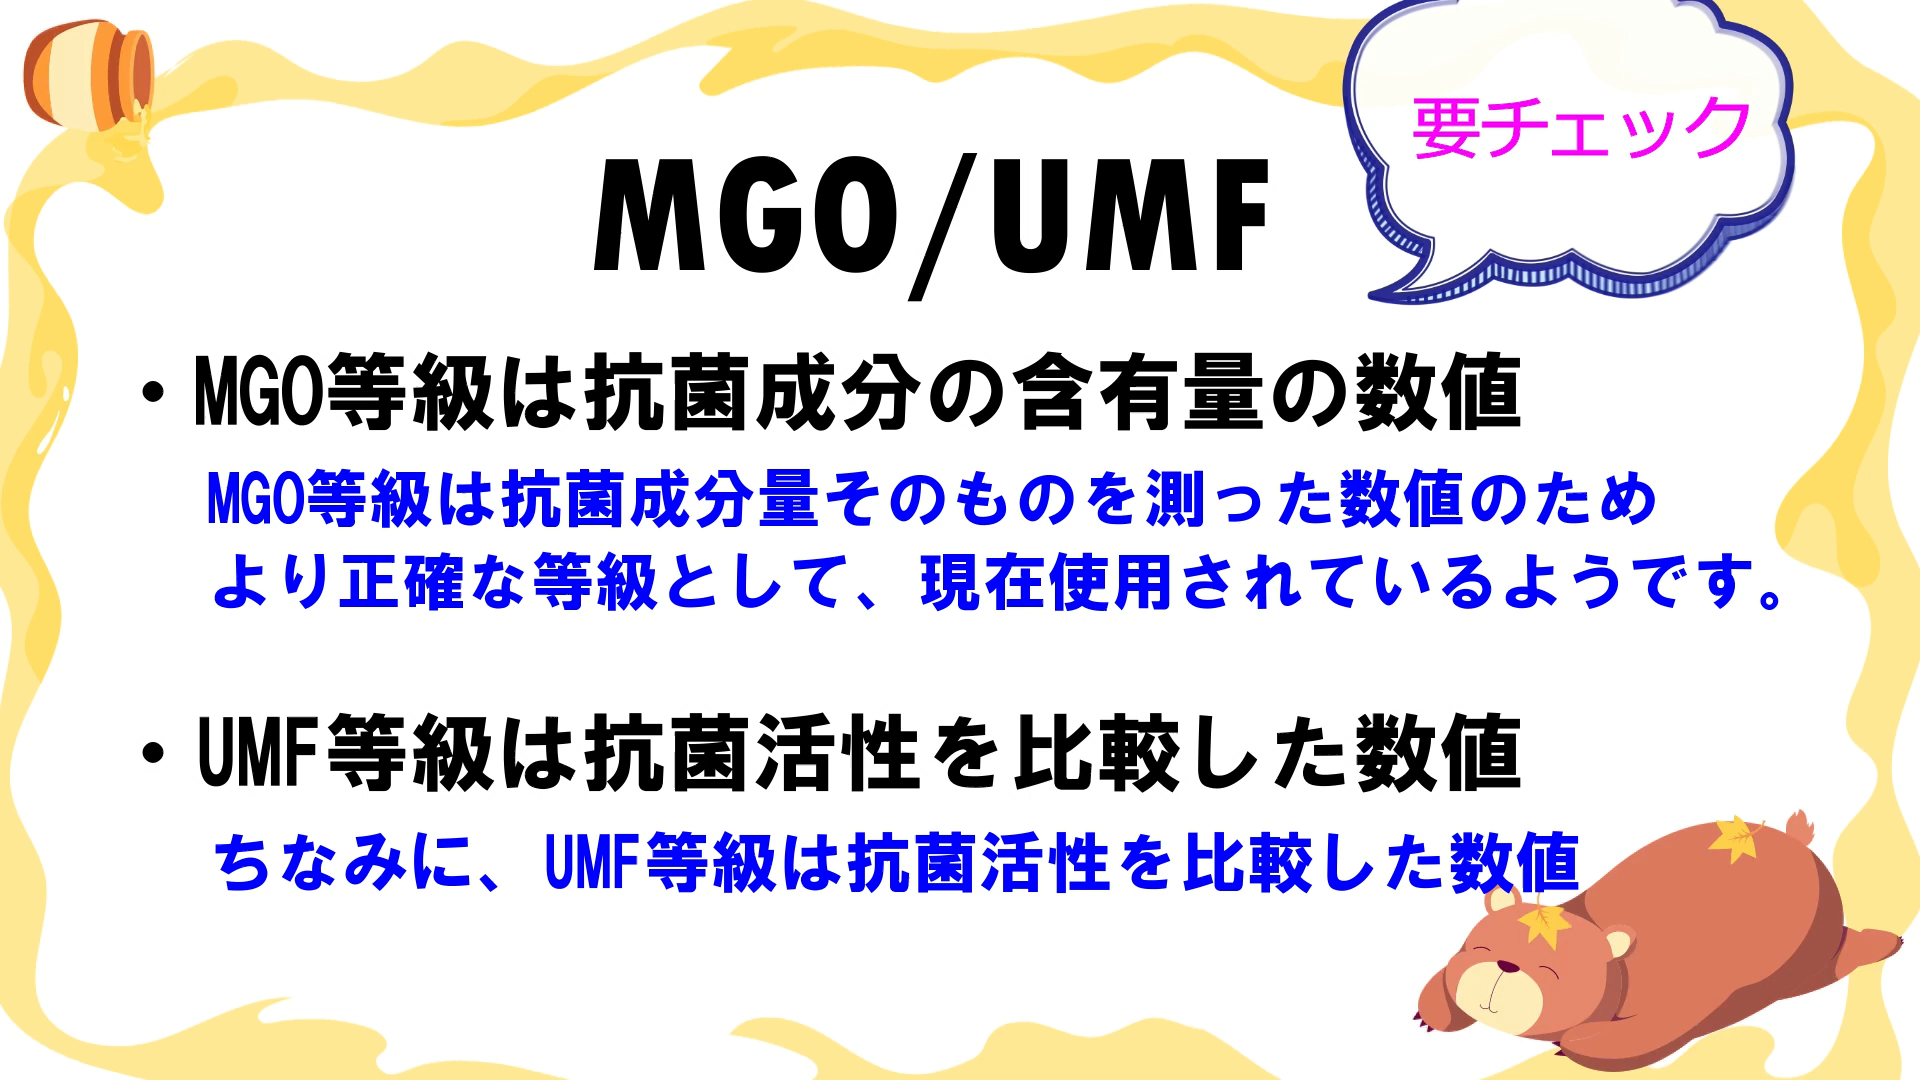 要チェック
MGO/UMF
・MGO等級は抗菌成分の含有量の数値
MGO等級は抗菌成分量そのものを測った数値のため
より正確な等級として、現在使用されているようです。
・UMF等級は抗菌活性を比較した数値
ちなみに、UMF等級は抗菌活性を比較した数値